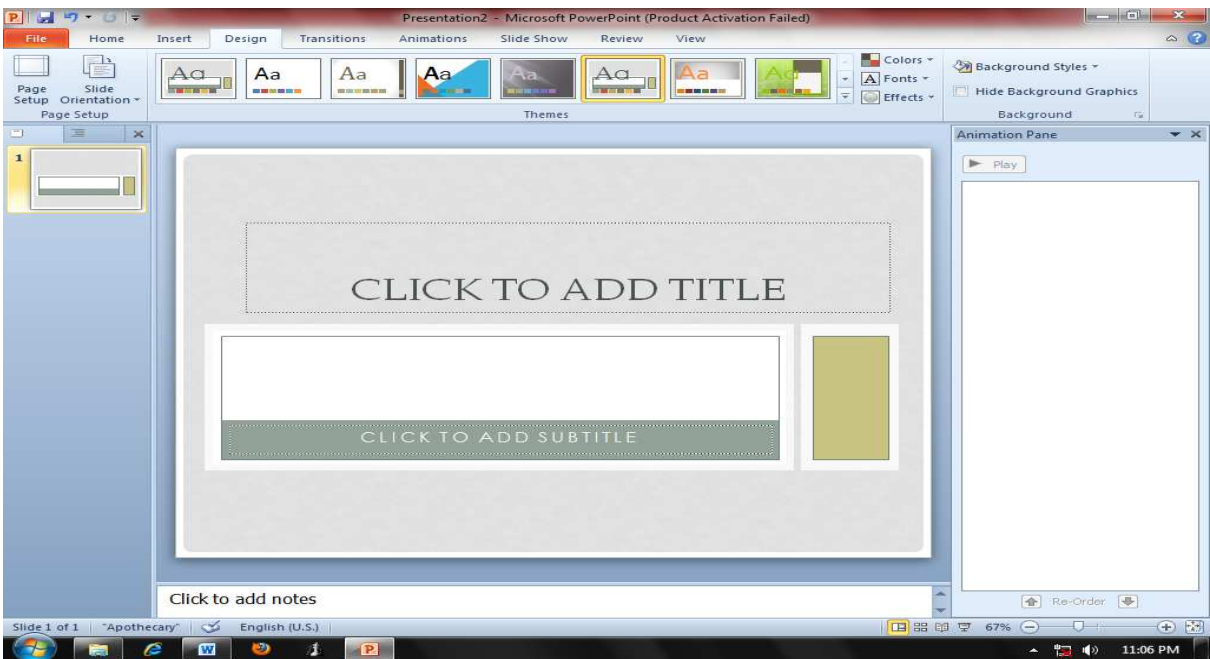 Presentation2 - Microsoft PowerPoint (Product Activation Failed)
File Home Insert Design Transitions Animations Slide Show Review View
Page Setup
Slide Orientation
Page Setup
Aa Aa Aa Aa Aa Aa Aa Aa
Themes
Colors
Fonts
Effects
Background Styles
Hide Background Graphics
Background
1
Animation Pane
Play
CLICK TO ADD TITLE
CLICK TO ADD SUBTITLE
Click to add notes
Re-Order
Slide 1 of 1 "Apothecary" English (U.S.) 67%
11:06 PM